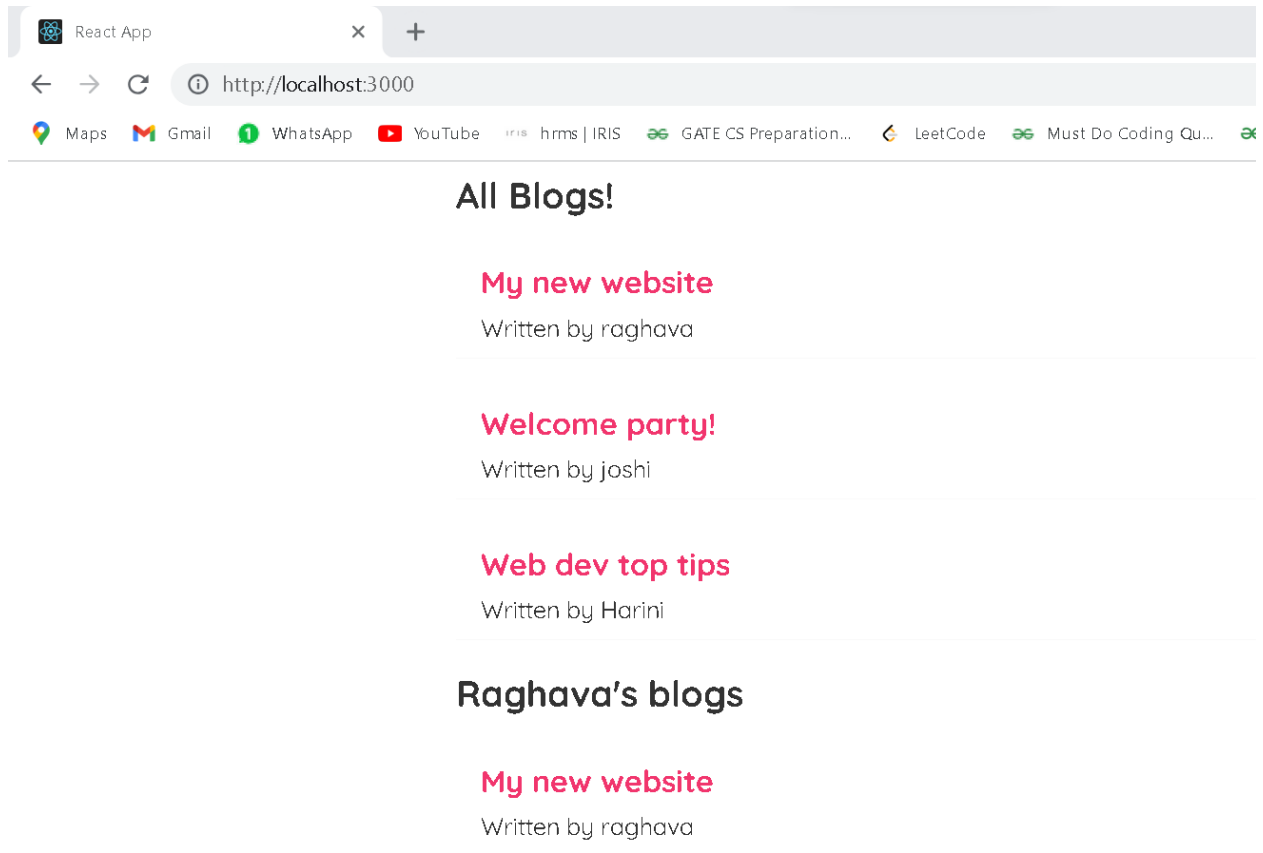 React App
http://localhost:3000
Maps Gmail 1 WhatsApp YouTube IRIS hrms | IRIS GATE CS Preparation... LeetCode Must Do Coding Qu...
All Blogs!
My new website
Written by raghava
Welcome party!
Written by joshi
Web dev top tips
Written by Harini
Raghava's blogs
My new website
Written by raghava